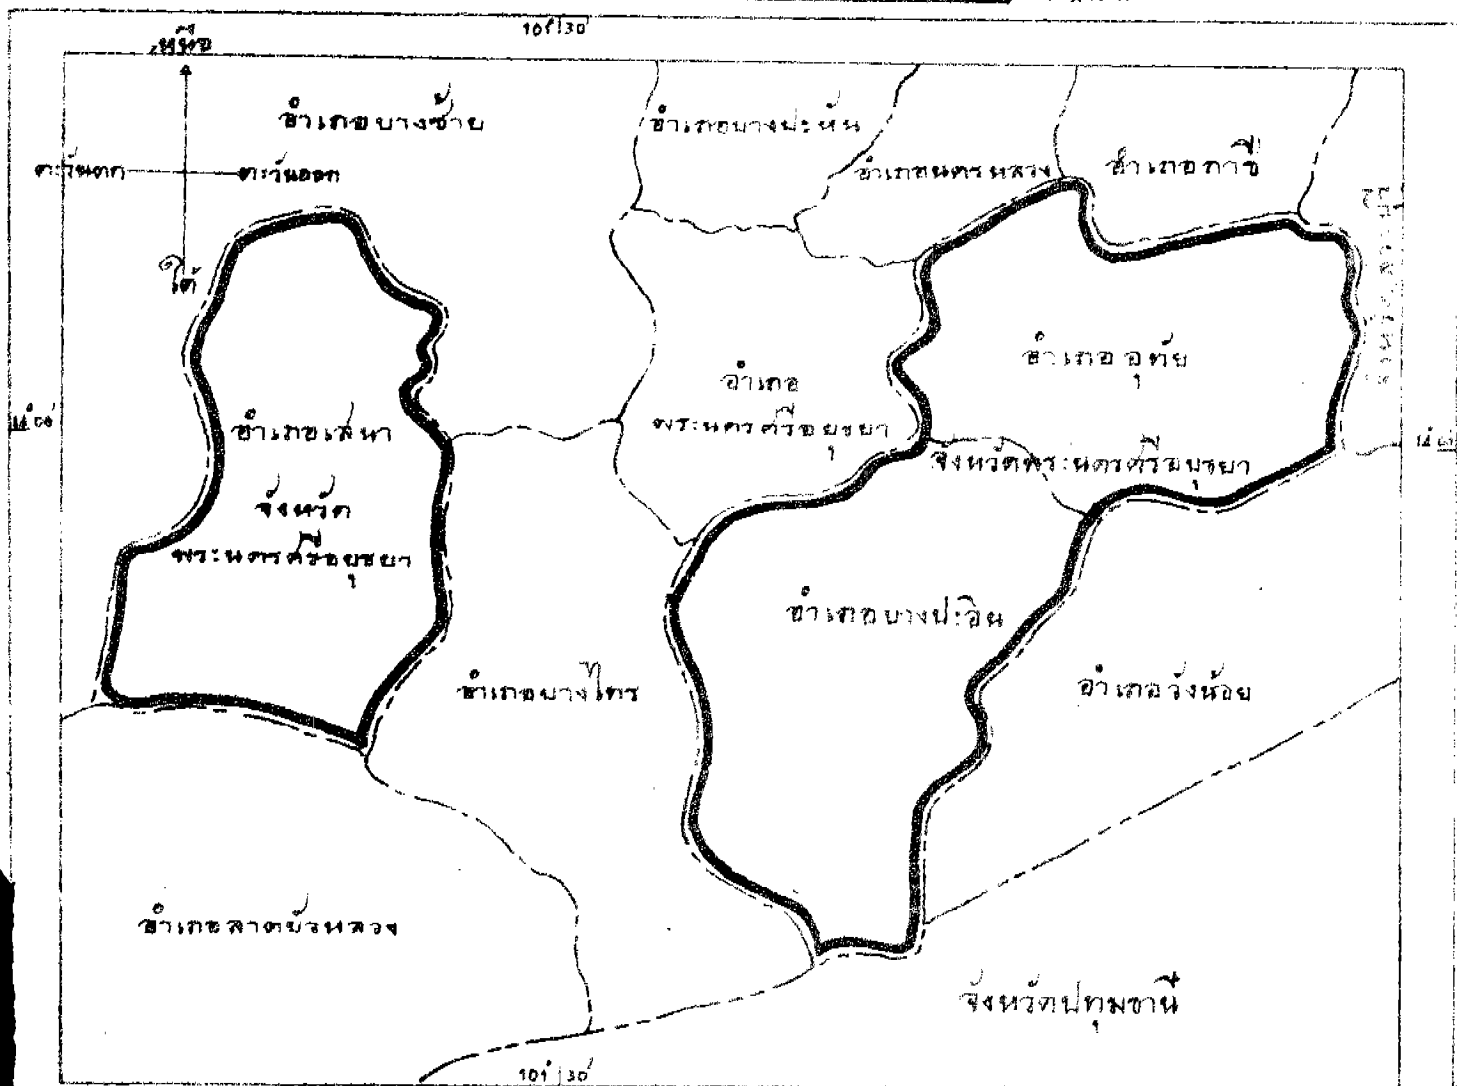 101 30
เหนือ
อำเภอบางซ้าย
อำเภอบางปะหัน
อำเภอนครหลวง
อำเภอภาชี
ตะวันตก
ตะวันออก
ใต้
อำเภอเสนา
จังหวัด
พระนครศรีอยุธยา
อำเภอ
พระนครศรีอยุธยา
อำเภออุทัย
จังหวัดพระนครศรีอยุธยา
อำเภอบางปะอิน
อำเภอบางไทร
อำเภอวังน้อย
อำเภอลาดบัวหลวง
จังหวัดปทุมธานี
101 30